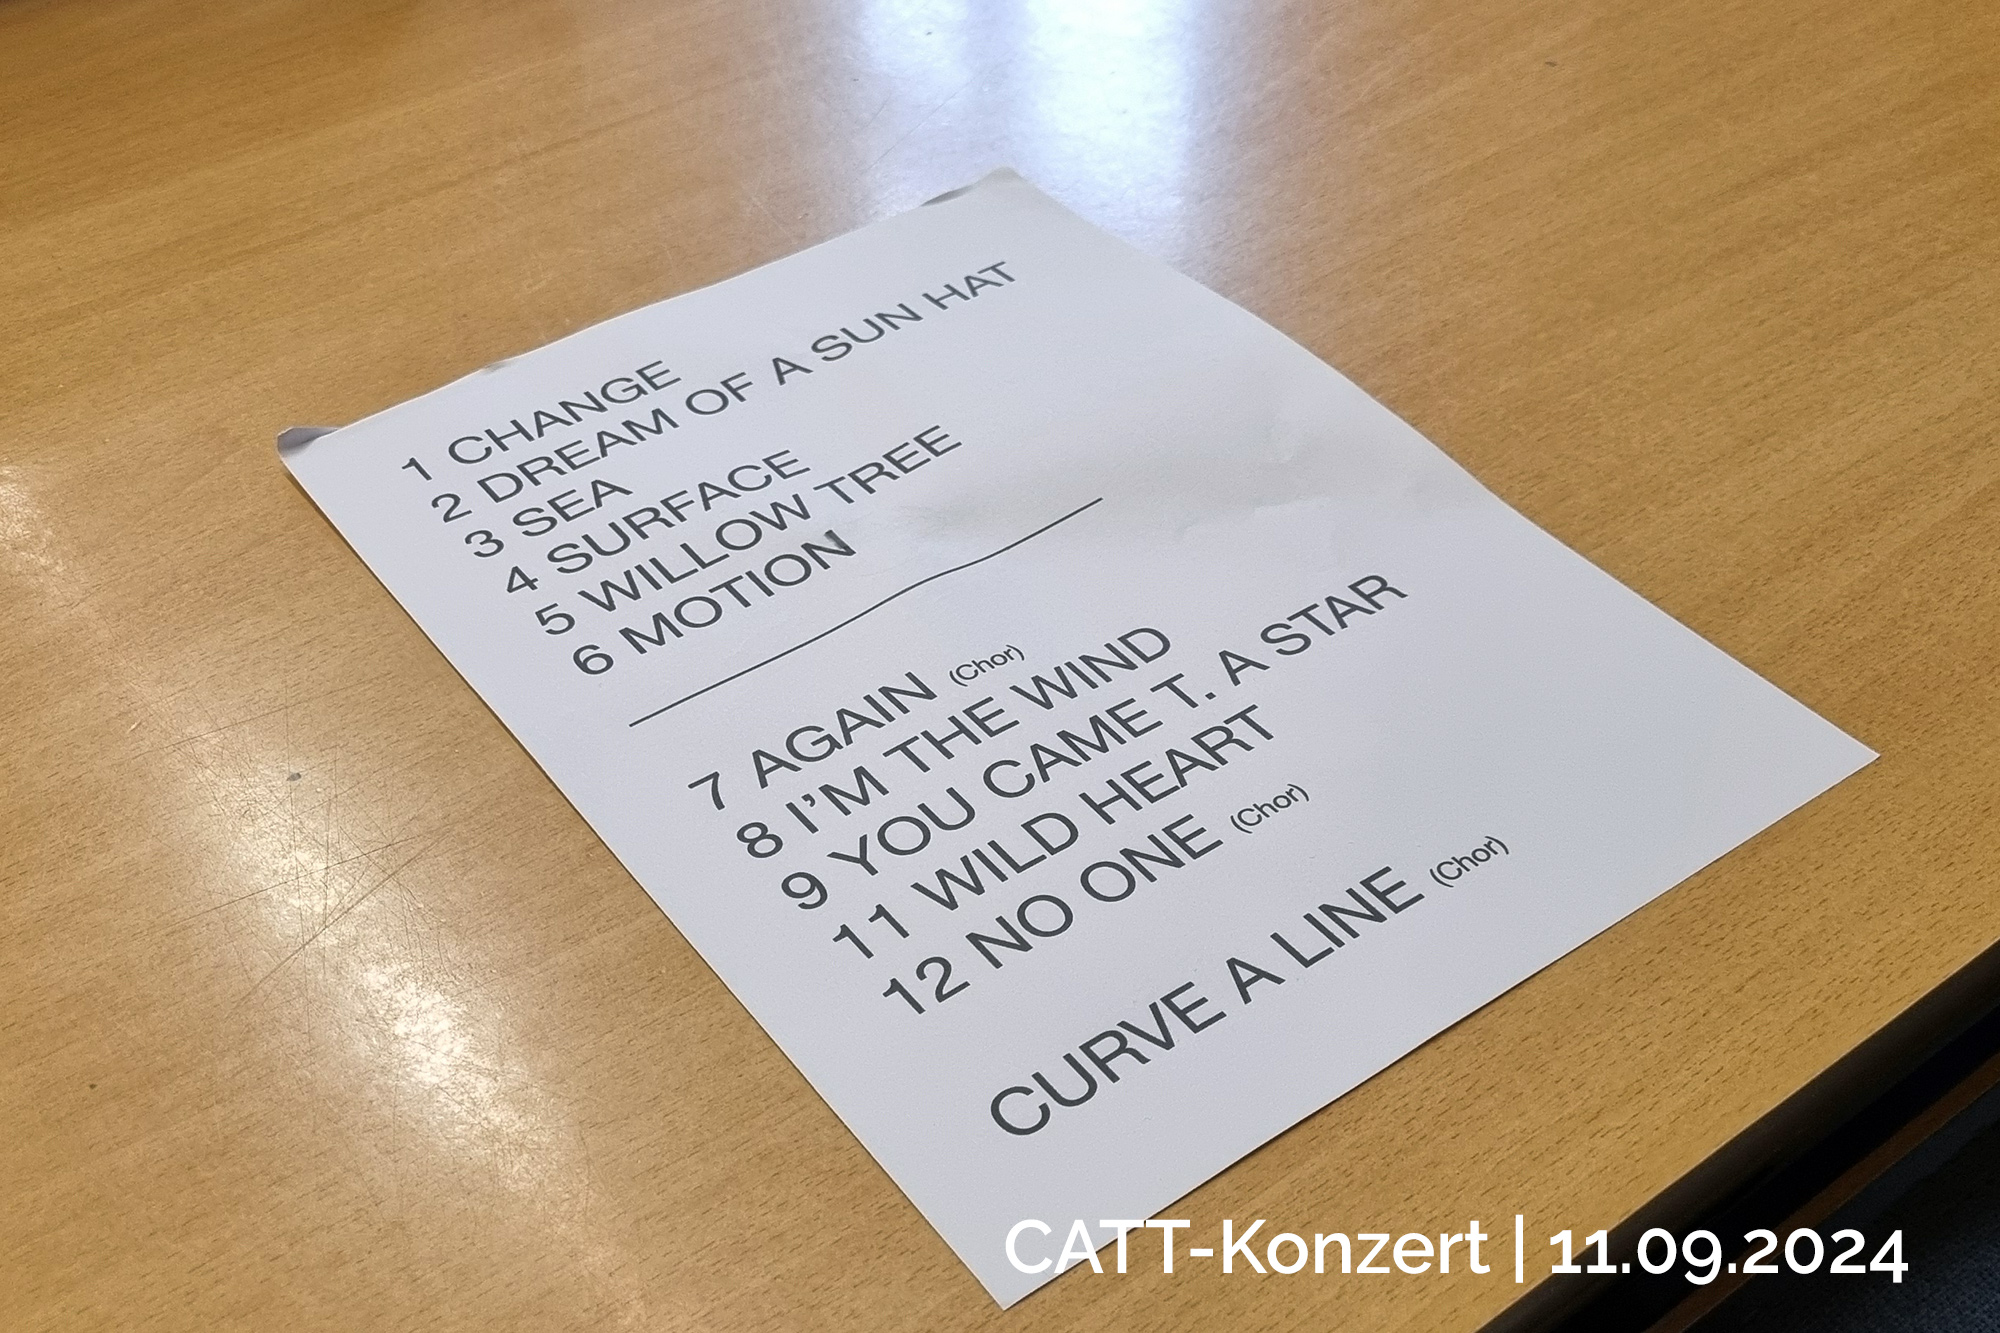 1 CHANGE
2 DREAM OF A SUN HAT
3 SEA
4 SURFACE
5 WILLOW TREE
6 MOTION
7 AGAIN (Chor)
8 I'M THE WIND
9 YOU CAME T. A STAR
11 WILD HEART
12 NO ONE (Chor)
CURVE A LINE (Chor)
CATT-Konzert | 11.09.2024